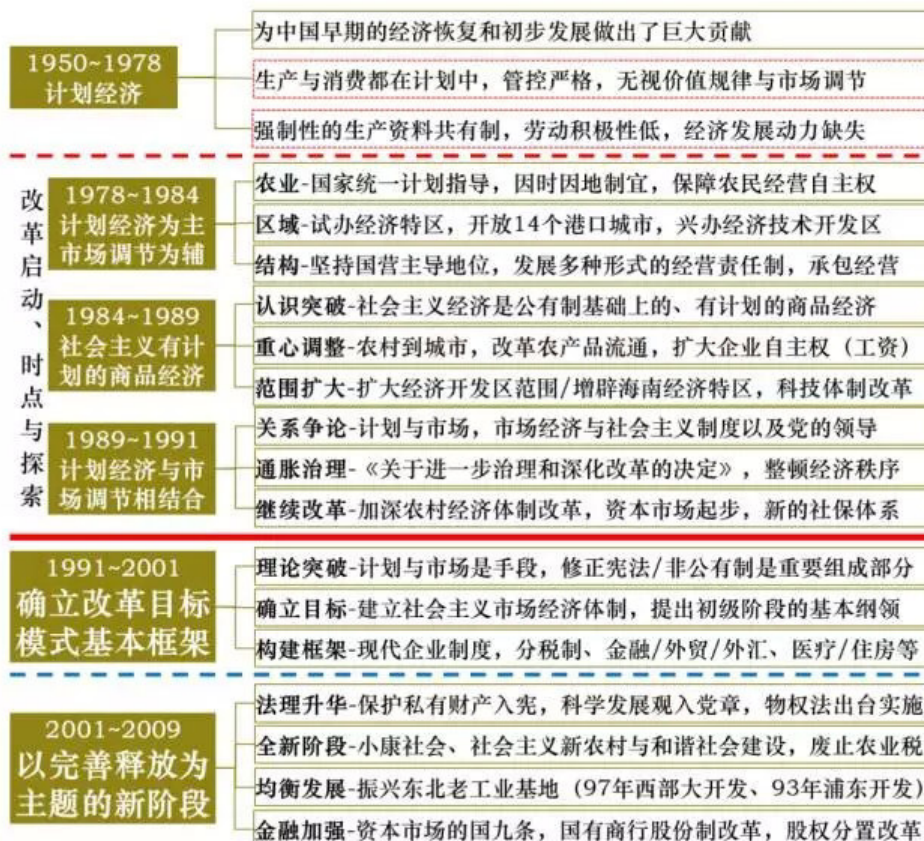 1950~1978
计划经济
为中国早期的经济恢复和初步发展做出了巨大贡献
生产与消费都在计划中，管控严格，无视价值规律与市场调节
强制性的生产资料共有制，劳动积极性低，经济发展动力缺失
改革启动、时点与探索
1978~1984
计划经济为主
市场调节为辅
农业-国家统一计划指导，因时因地制宜，保障农民经营自主权
区域-试办经济特区，开放14个港口城市，兴办经济技术开发区
结构-坚持国营主导地位，发展多种形式的经营责任制，承包经营
1984~1989
社会主义有计
划的商品经济
认识突破-社会主义经济是公有制基础上的、有计划的商品经济
重心调整-农村到城市，改革农产品流通，扩大企业自主权（工资）
范围扩大-扩大经济开发区范围/增辟海南经济特区，科技体制改革
1989~1991
计划经济与市
场调节相结合
关系争论-计划与市场，市场经济与社会主义制度以及党的领导
通胀治理-《关于进一步治理和深化改革的决定》，整顿经济秩序
继续改革-加深农村经济体制改革，资本市场起步，新的社保体系
1991~2001
确立改革目标
模式基本框架
理论突破-计划与市场是手段，修正宪法/非公有制是重要组成部分
确立目标-建立社会主义市场经济体制，提出初级阶段的基本纲领
构建框架-现代企业制度，分税制、金融/外贸/外汇、医疗/住房等
2001~2009
以完善释放为
主题的新阶段
法理升华-保护私有财产入宪，科学发展观入党章，物权法出台实施
全新阶段-小康社会、社会主义新农村与和谐社会建设，废止农业税
均衡发展-振兴东北老工业基地（97年西部大开发、93年浦东开发）
金融加强-资本市场的国九条，国有商行股份制改革，股权分置改革